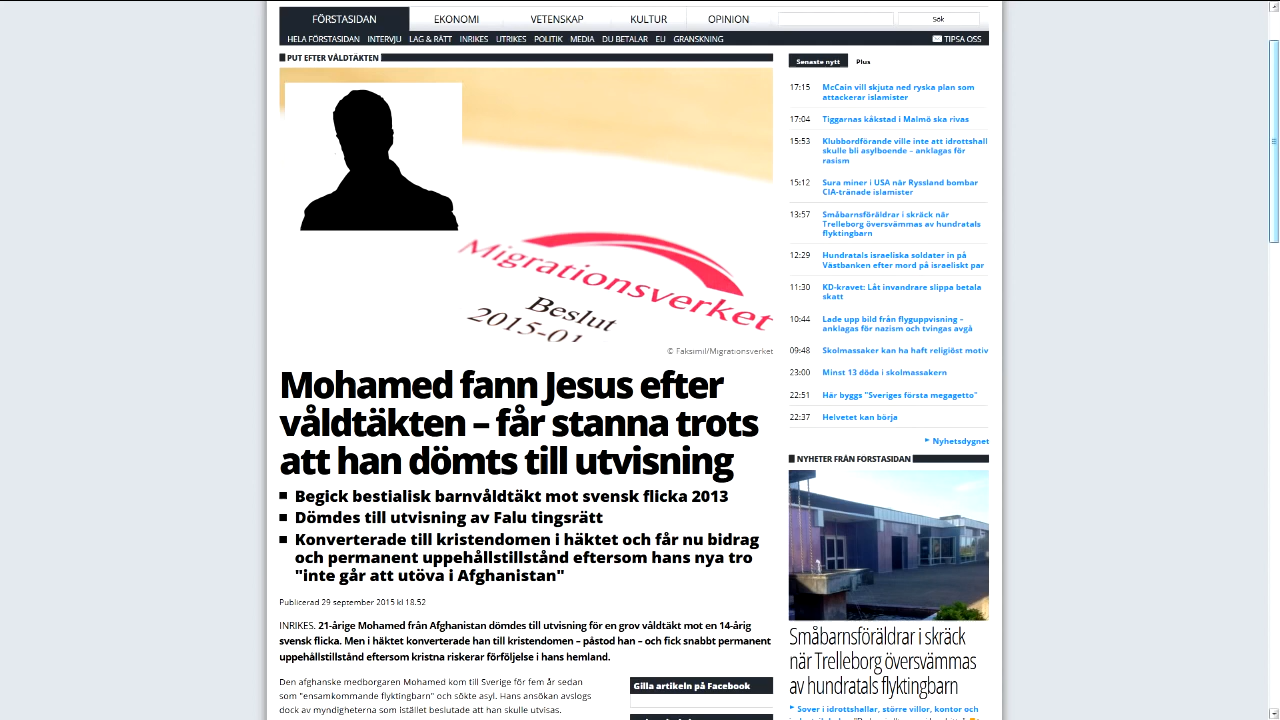 FÖRSTASIDAN
EKONOMI
VETENSKAP
KULTUR
OPINION
Sök
HELA FÖRSTASIDAN INTERVJU LAG & RÄTT INRIKES UTRIKES POLITIK MEDIA DU BETALAR EU GRANSKNING
TIPSA OSS
PUT EFTER VÅLDTÄKTEN
Migrationsverket
Beslut
2015-01
© Faksimil/Migrationsverket
Mohamed fann Jesus efter
våldtäkten – får stanna trots
att han dömts till utvisning
Begick bestialisk barnvåldtäkt mot svensk flicka 2013
Dömdes till utvisning av Falu tingsrätt
Konverterade till kristendomen i häktet och får nu bidrag
och permanent uppehållstillstånd eftersom hans nya tro
"inte går att utöva i Afghanistan"
Publicerad 29 september 2015 kl 18.52
INRIKES. 21-årige Mohamed från Afghanistan dömdes till utvisning för en grov våldtäkt mot en 14-årig
svensk flicka. Men i häktet konverterade han till kristendomen – påstod han – och fick snabbt permanent
uppehållstillstånd eftersom kristna riskerar förföljelse i hans hemland.
Den afghanske medborgaren Mohamed kom till Sverige för fem år sedan
som "ensamkommande flyktingbarn" och sökte asyl. Hans ansökan avslogs
dock av myndigheterna som istället beslutade att han skulle utvisas.
Gilla artikeln på Facebook
Senaste nytt
Plus
17:15 McCain vill skjuta ned ryska plan som
attackerar islamister
17:04 Tiggarnas kåkstad i Malmö ska rivas
15:53 Klubbordförande ville inte att idrottshall
skulle bli asylboende – anklagas för
rasism
15:12 Sura miner i USA när Ryssland bombar
CIA-tränade islamister
13:57 Småbarnsföräldrar i skräck när
Trelleborg översvämmas av hundratals
flyktingbarn
12:29 Hundratals israeliska soldater in på
Västbanken efter mord på israeliskt par
11:30 KD-kravet: Låt invandrare slippa betala
skatt
10:44 Lade upp bild från flyguppvisning –
anklagas för nazism och tvingas avgå
09:48 Skolmassaker kan ha haft religiöst motiv
23:00 Minst 13 döda i skolmassakern
22:51 Här byggs "Sveriges första megagetto"
22:37 Helvetet kan börja
Nyhetsdygnet
NYHETER FRÅN FÖRSTASIDAN
Småbarnsföräldrar i skräck
när Trelleborg översvämmas
av hundratals flyktingbarn
Sover i idrottshallar, större villor, kontor och